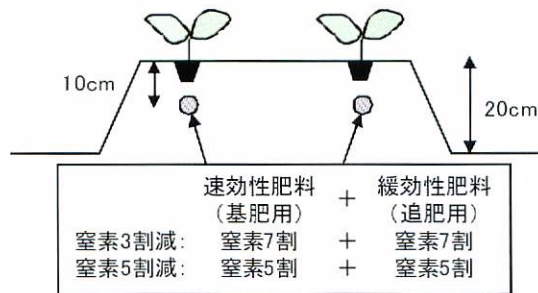 10cm
20cm
速効性肥料 + 緩効性肥料
(基肥用) (追肥用)
窒素3割減: 窒素7割 + 窒素7割
窒素5割減: 窒素5割 + 窒素5割